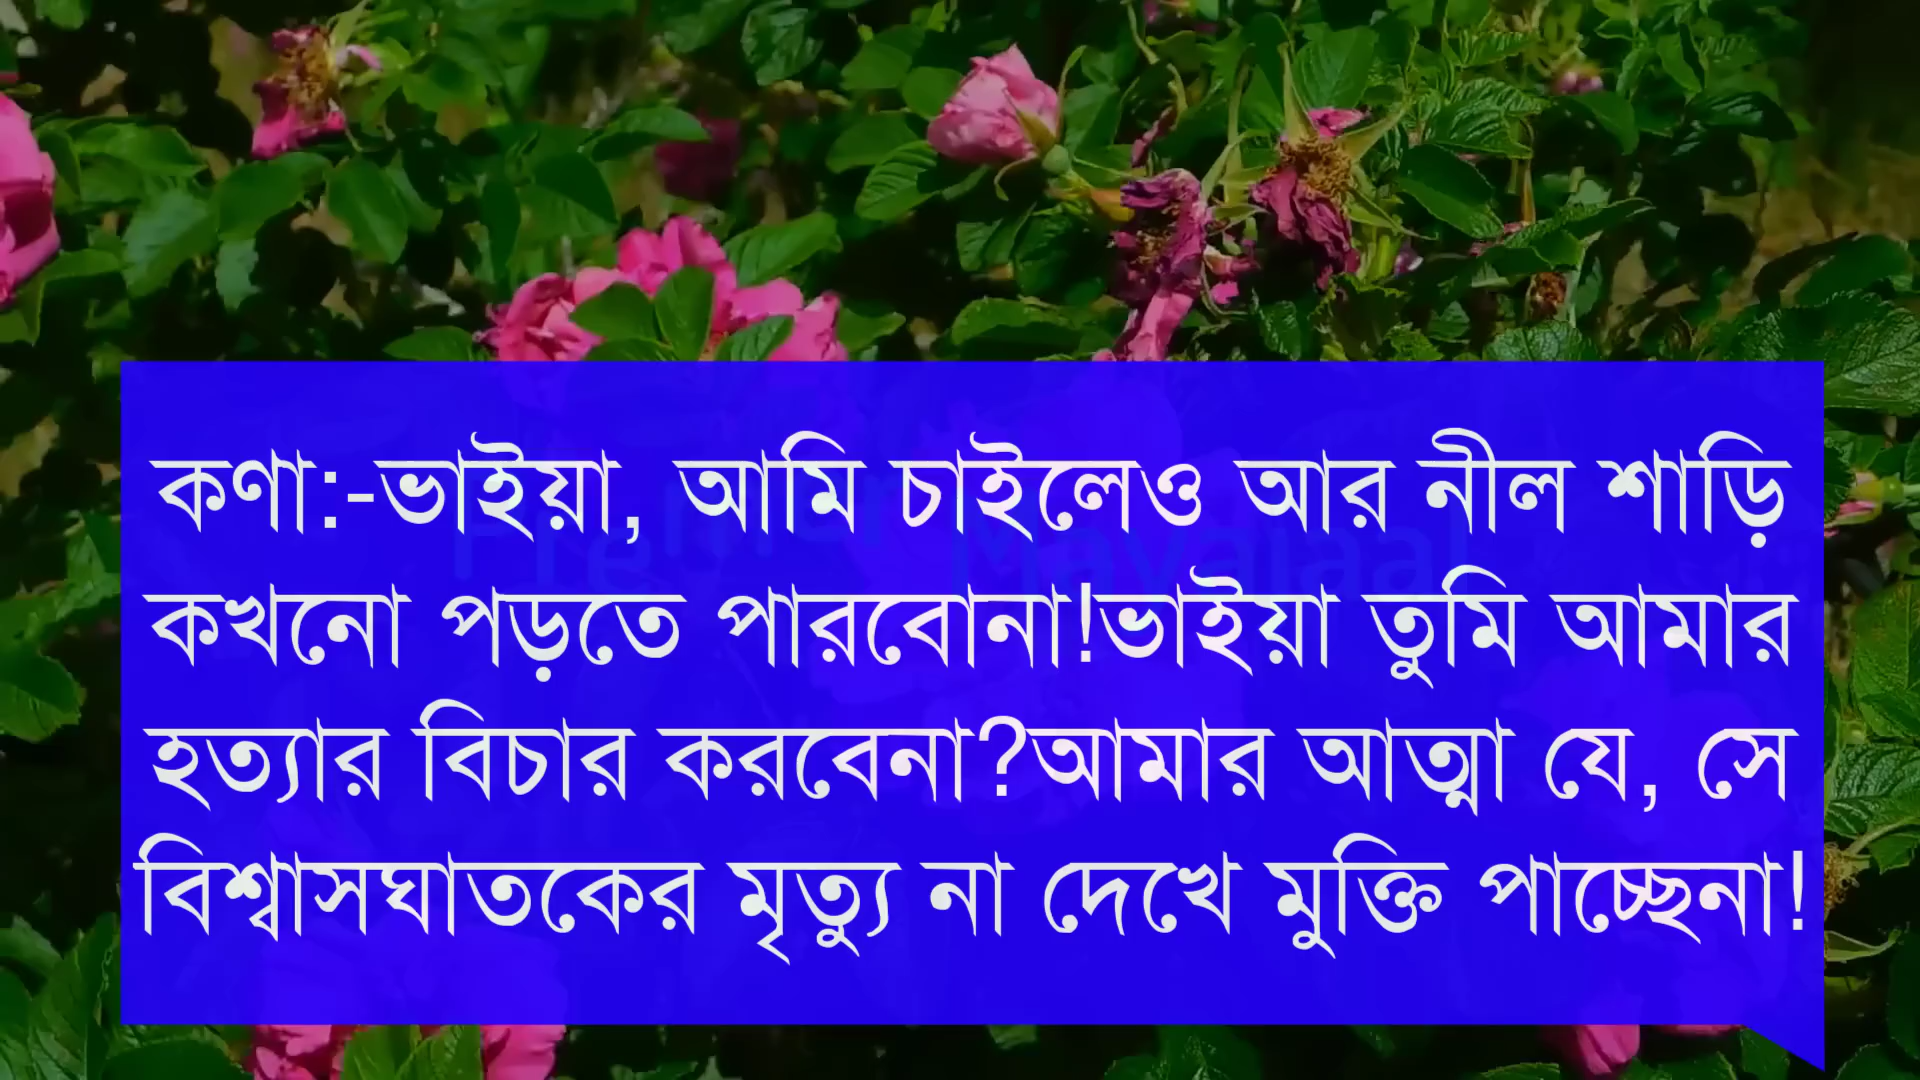 কণা:-ভাইয়া, আমি চাইলেও আর নীল শাড়ি
কখনো পড়তে পারবোনা!ভাইয়া তুমি আমার
হত্যার বিচার করবেনা?আমার আত্মা যে, সে
বিশ্বাসঘাতকের মৃত্যু না দেখে মুক্তি পাচ্ছেনা!